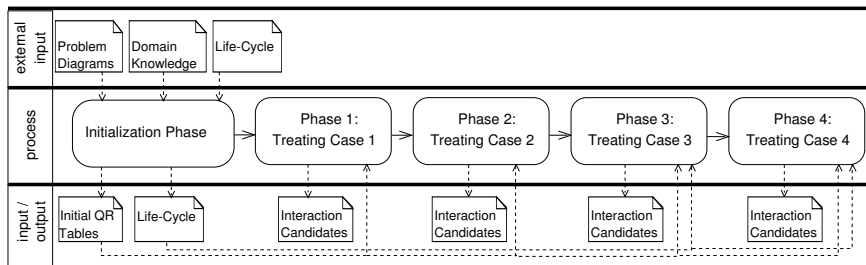 external
input
Problem
Diagrams
Domain
Knowledge
Life-Cycle
process
Initialization Phase
Phase 1:
Treating Case 1
Phase 2:
Treating Case 2
Phase 3:
Treating Case 3
Phase 4:
Treating Case 4
input /
output
Initial QR
Tables
Life-Cycle
Interaction
Candidates
Interaction
Candidates
Interaction
Candidates
Interaction
Candidates